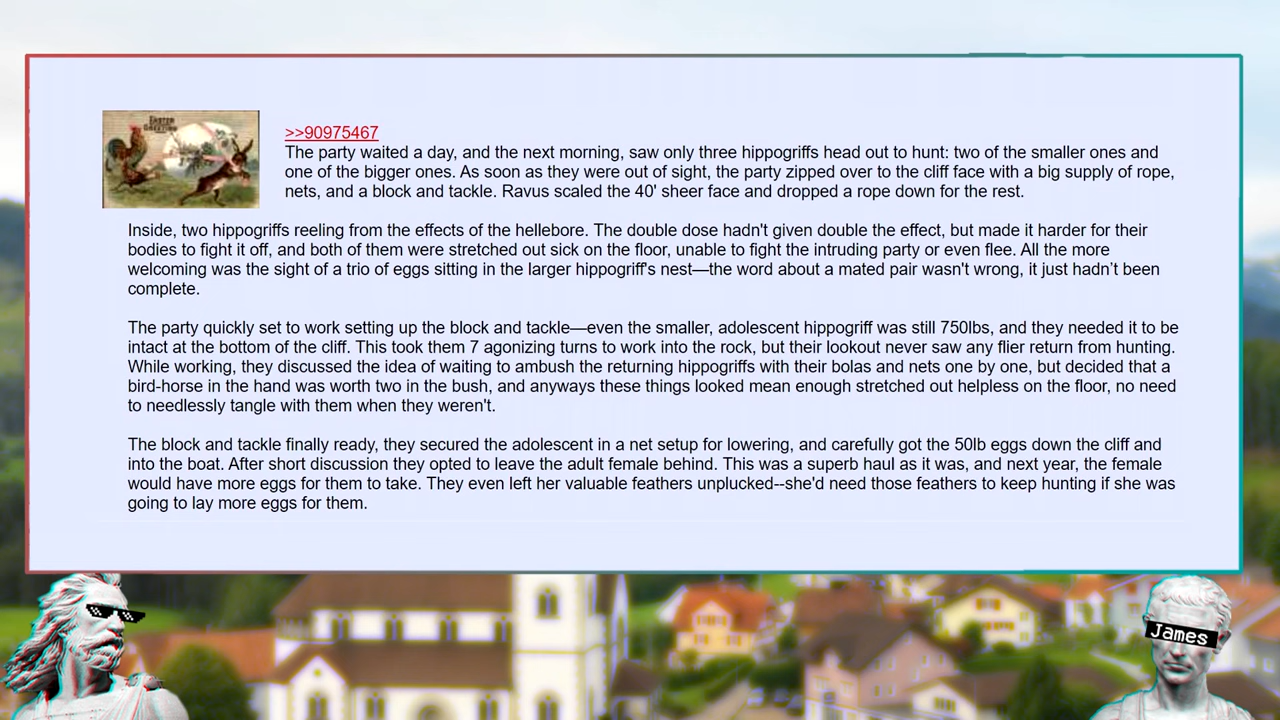 EASTER
GREETING
>>90975467
The party waited a day, and the next morning, saw only three hippogriffs head out to hunt: two of the smaller ones and
one of the bigger ones. As soon as they were out of sight, the party zipped over to the cliff face with a big supply of rope,
nets, and a block and tackle. Ravus scaled the 40' sheer face and dropped a rope down for the rest.
Inside, two hippogriffs reeling from the effects of the hellebore. The double dose hadn't given double the effect, but made it harder for their
bodies to fight it off, and both of them were stretched out sick on the floor, unable to fight the intruding party or even flee. All the more
welcoming was the sight of a trio of eggs sitting in the larger hippogriff's nest—the word about a mated pair wasn't wrong, it just hadn’t been
complete.
The party quickly set to work setting up the block and tackle—even the smaller, adolescent hippogriff was still 750lbs, and they needed it to be
intact at the bottom of the cliff. This took them 7 agonizing turns to work into the rock, but their lookout never saw any flier return from hunting.
While working, they discussed the idea of waiting to ambush the returning hippogriffs with their bolas and nets one by one, but decided that a
bird-horse in the hand was worth two in the bush, and anyways these things looked mean enough stretched out helpless on the floor, no need
to needlessly tangle with them when they weren't.
The block and tackle finally ready, they secured the adolescent in a net setup for lowering, and carefully got the 50lb eggs down the cliff and
into the boat. After short discussion they opted to leave the adult female behind. This was a superb haul as it was, and next year, the female
would have more eggs for them to take. They even left her valuable feathers unplucked--she'd need those feathers to keep hunting if she was
going to lay more eggs for them.
James